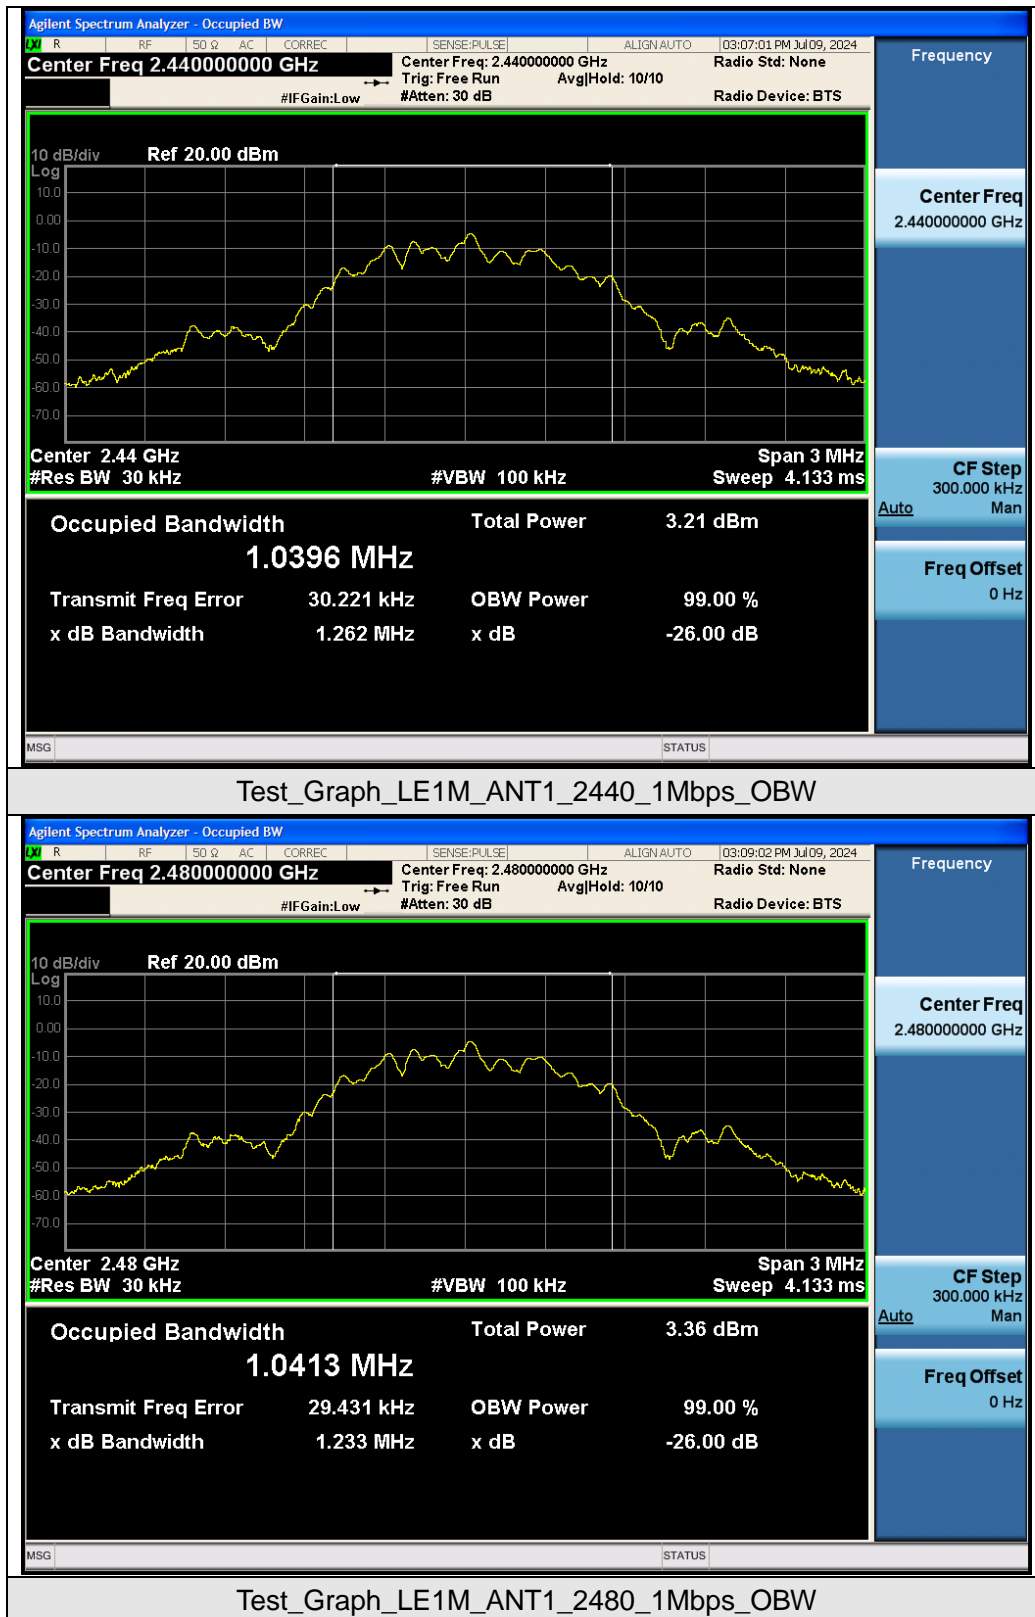 Agilent Spectrum Analyzer - Occupied BW
LXI R RF 50 Ω AC CORREC SENSE:PULSE ALIGN AUTO 03:07:01 PM Jul 09, 2024
Center Freq 2.440000000 GHz
Center Freq: 2.440000000 GHz
Radio Std: None
Trig: Free Run Avg|Hold: 10/10
#IFGain:Low #Atten: 30 dB Radio Device: BTS
Frequency
10 dB/div Ref 20.00 dBm
Log
10.0
0.00
-10.0
-20.0
-30.0
-40.0
-50.0
-60.0
-70.0
Center 2.44 GHz Span 3 MHz
#Res BW 30 kHz #VBW 100 kHz Sweep 4.133 ms
Center Freq
2.440000000 GHz
CF Step
300.000 kHz
Auto Man
Freq Offset
0 Hz
Occupied Bandwidth Total Power 3.21 dBm
1.0396 MHz
Transmit Freq Error 30.221 kHz OBW Power 99.00 %
x dB Bandwidth 1.262 MHz x dB -26.00 dB
MSG STATUS
Test_Graph_LE1M_ANT1_2440_1Mbps_OBW
Agilent Spectrum Analyzer - Occupied BW
LXI R RF 50 Ω AC CORREC SENSE:PULSE ALIGN AUTO 03:09:02 PM Jul 09, 2024
Center Freq 2.480000000 GHz
Center Freq: 2.480000000 GHz
Radio Std: None
Trig: Free Run Avg|Hold: 10/10
#IFGain:Low #Atten: 30 dB Radio Device: BTS
Frequency
10 dB/div Ref 20.00 dBm
Log
10.0
0.00
-10.0
-20.0
-30.0
-40.0
-50.0
-60.0
-70.0
Center 2.48 GHz Span 3 MHz
#Res BW 30 kHz #VBW 100 kHz Sweep 4.133 ms
Center Freq
2.480000000 GHz
CF Step
300.000 kHz
Auto Man
Freq Offset
0 Hz
Occupied Bandwidth Total Power 3.36 dBm
1.0413 MHz
Transmit Freq Error 29.431 kHz OBW Power 99.00 %
x dB Bandwidth 1.233 MHz x dB -26.00 dB
MSG STATUS
Test_Graph_LE1M_ANT1_2480_1Mbps_OBW